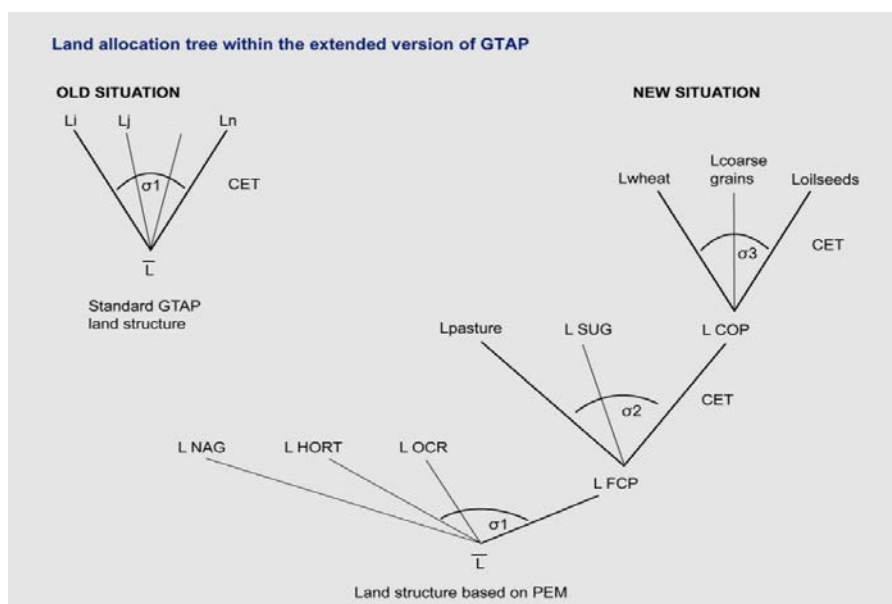 Land allocation tree within the extended version of GTAP
OLD SITUATION
Li Lj Ln
σ1
CET
L̅
Standard GTAP
land structure
NEW SITUATION
Lwheat
Lcoarse
grains
Loilseeds
σ3
CET
Lpasture
L SUG
L COP
σ2
CET
L NAG
L HORT
L OCR
L FCP
σ1
L̅
Land structure based on PEM